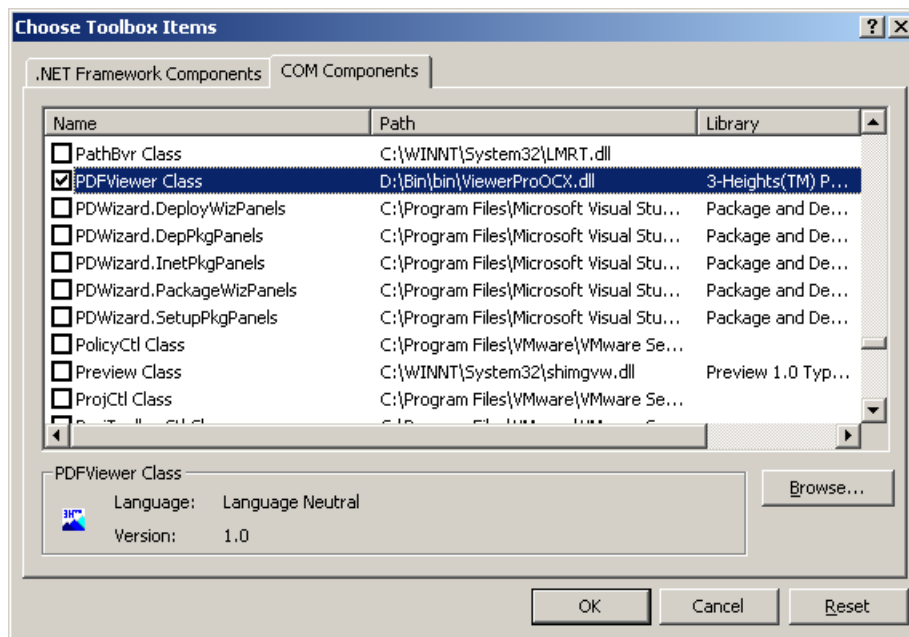 Choose Toolbox Items
.NET Framework Components COM Components
Name Path Library
PathBvr Class C:\WINNT\System32\LMRT.dll
PDFViewer Class D:\Bin\bin\ViewerProOCX.dll 3-Heights(TM) P...
PDWizard.DeployWizPanels C:\Program Files\Microsoft Visual Stu... Package and De...
PDWizard.DepPkgPanels C:\Program Files\Microsoft Visual Stu... Package and De...
PDWizard.InetPkgPanels C:\Program Files\Microsoft Visual Stu... Package and De...
PDWizard.PackageWizPanels C:\Program Files\Microsoft Visual Stu... Package and De...
PDWizard.SetupPkgPanels C:\Program Files\Microsoft Visual Stu... Package and De...
PolicyCtl Class C:\Program Files\VMware\VMware Se...
Preview Class C:\WINNT\System32\shimgvw.dll Preview 1.0 Typ...
ProjCtl Class C:\Program Files\VMware\VMware Se...
PDFViewer Class
Browse...
Language: Language Neutral
Version: 1.0
OK Cancel Reset